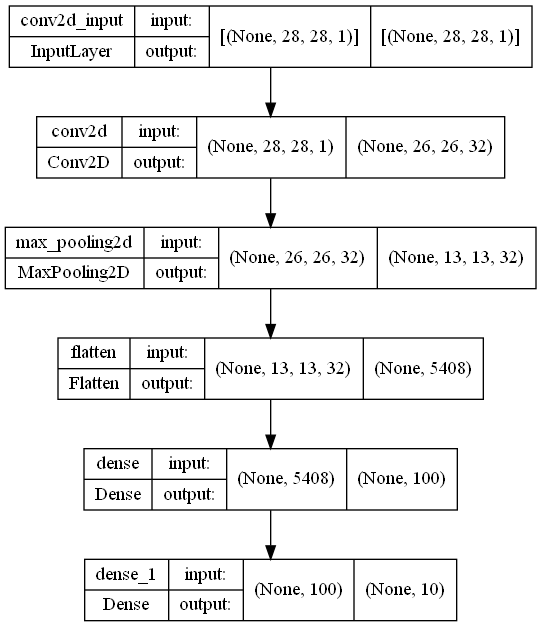 conv2d_input input: [(None, 28, 28, 1)] [(None, 28, 28, 1)]
InputLayer output:
conv2d input: (None, 28, 28, 1) (None, 26, 26, 32)
Conv2D output:
max_pooling2d input: (None, 26, 26, 32) (None, 13, 13, 32)
MaxPooling2D output:
flatten input: (None, 13, 13, 32) (None, 5408)
Flatten output:
dense input: (None, 5408) (None, 100)
Dense output:
dense_1 input: (None, 100) (None, 10)
Dense output: